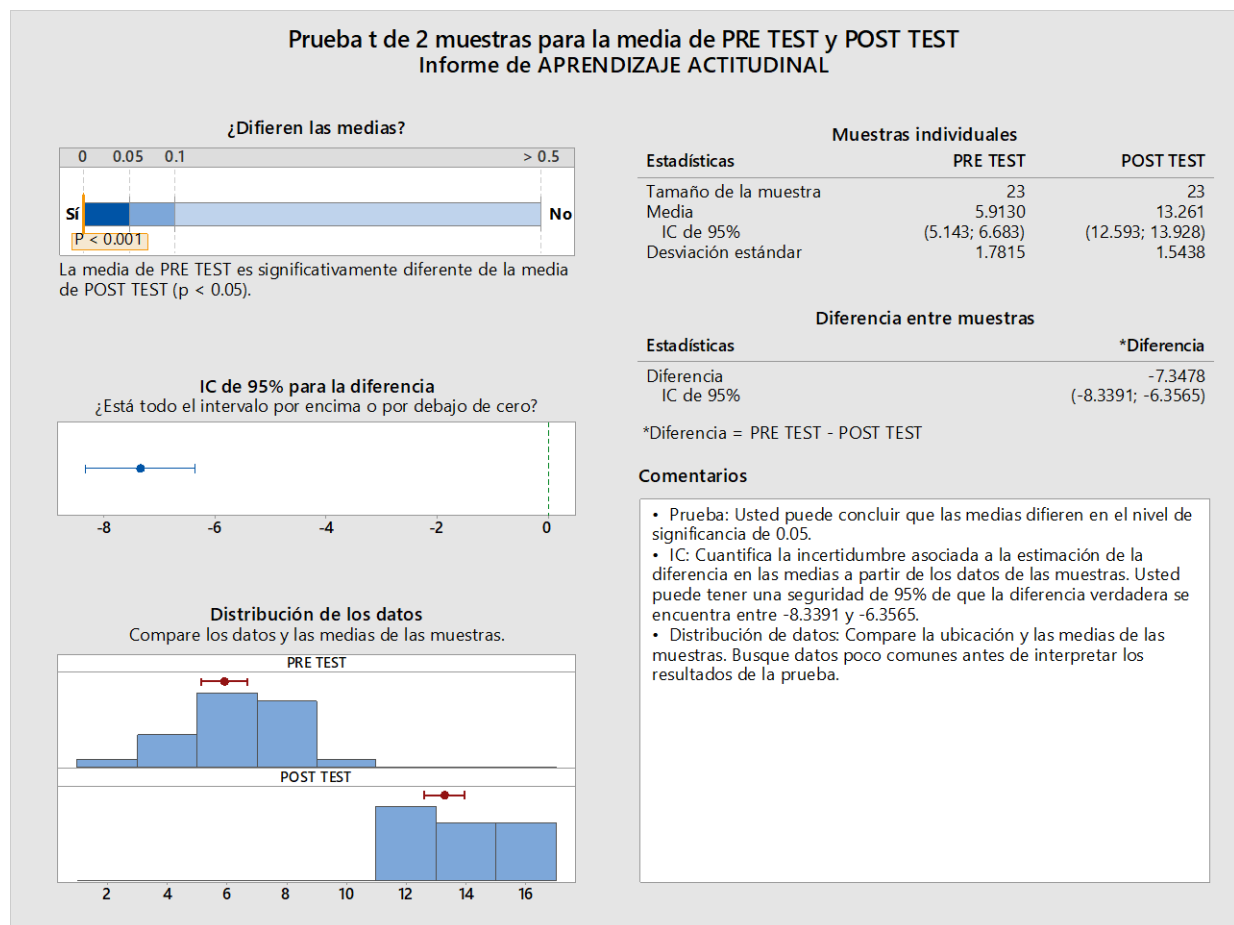 Prueba t de 2 muestras para la media de PRE TEST y POST TEST
Informe de APRENDIZAJE ACTITUDINAL
¿Difieren las medias?
0 0.05 0.1 > 0.5
Sí No
P < 0.001
La media de PRE TEST es significativamente diferente de la media
de POST TEST (p < 0.05).
IC de 95% para la diferencia
¿Está todo el intervalo por encima o por debajo de cero?
-8 -6 -4 -2 0
Distribución de los datos
Compare los datos y las medias de las muestras.
PRE TEST
POST TEST
2 4 6 8 10 12 14 16
Muestras individuales
Estadísticas PRE TEST POST TEST
Tamaño de la muestra 23 23
Media 5.9130 13.261
IC de 95% (5.143; 6.683) (12.593; 13.928)
Desviación estándar 1.7815 1.5438
Diferencia entre muestras
Estadísticas *Diferencia
Diferencia -7.3478
IC de 95% (-8.3391; -6.3565)
*Diferencia = PRE TEST - POST TEST
Comentarios
• Prueba: Usted puede concluir que las medias difieren en el nivel de
significancia de 0.05.
• IC: Cuantifica la incertidumbre asociada a la estimación de la
diferencia en las medias a partir de los datos de las muestras. Usted
puede tener una seguridad de 95% de que la diferencia verdadera se
encuentra entre -8.3391 y -6.3565.
• Distribución de datos: Compare la ubicación y las medias de las
muestras. Busque datos poco comunes antes de interpretar los
resultados de la prueba.